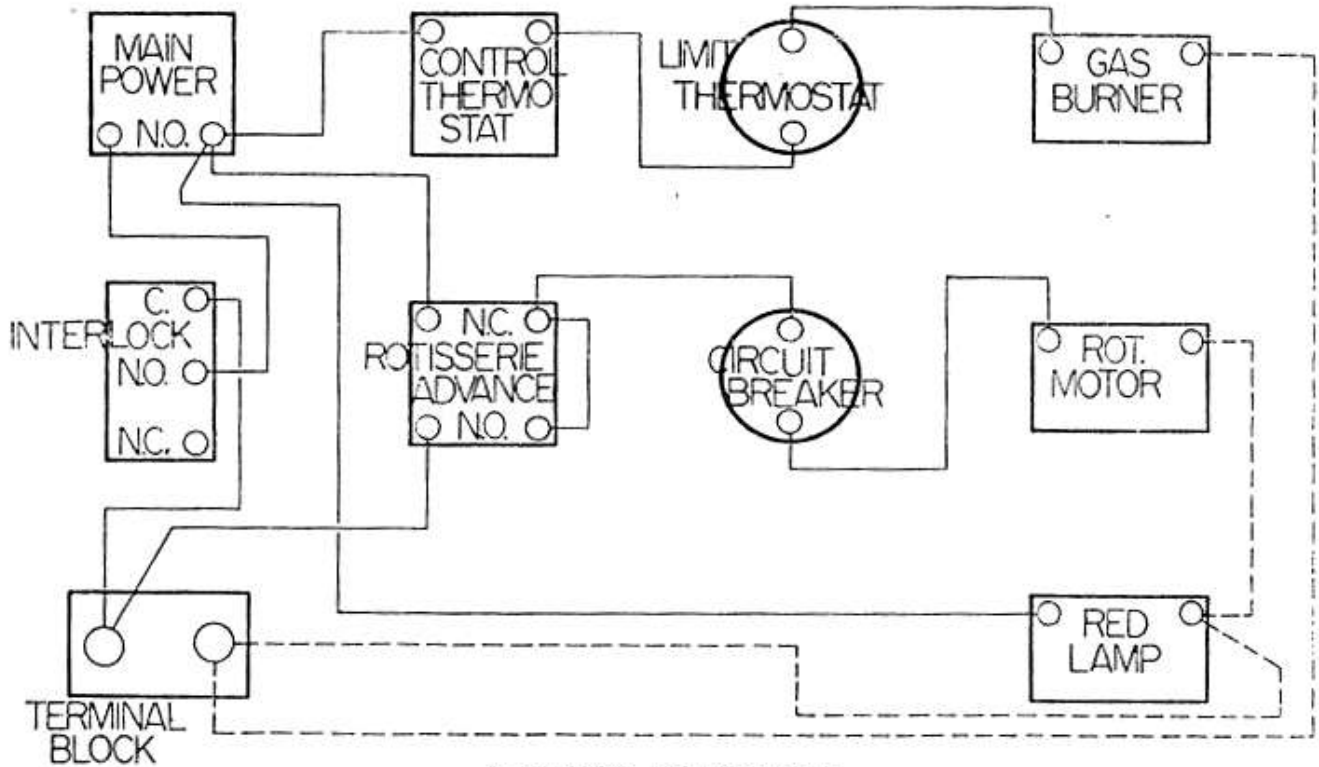 MAIN
POWER
N.O.
CONTROL
THERMO
STAT
LIMIT
THERMOSTAT
GAS
BURNER
INTERLOCK
C.
N.O.
N.C.
N.C.
ROTISSERIE
ADVANCE
N.O.
CIRCUIT
BREAKER
ROT.
MOTOR
RED
LAMP
TERMINAL
BLOCK